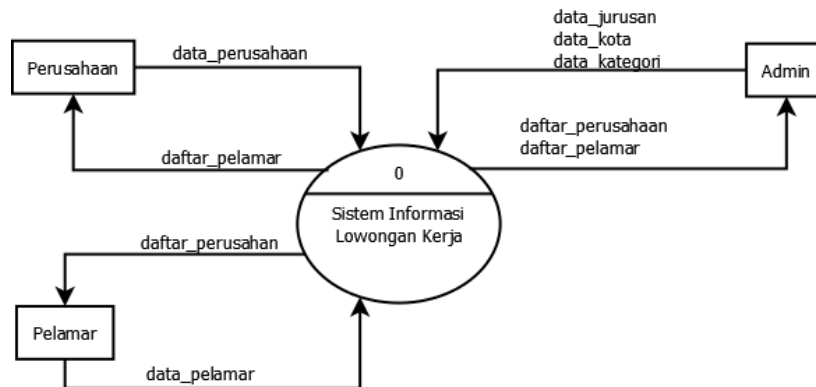 data_jurusan
data_kota
data_kategori
data_perusahaan
Perusahaan
Admin
daftar_perusahaan
daftar_pelamar
daftar_pelamar
0
Sistem Informasi
Lowongan Kerja
daftar_perusahan
Pelamar
data_pelamar